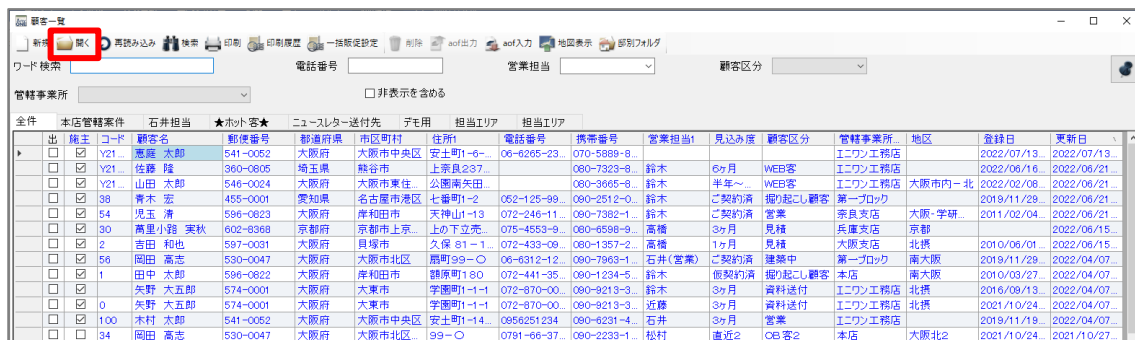 顧客一覧
新規 開く 再読み込み 検索 印刷 印刷履歴 一括販促設定 削除 aof出力 aof入力 地図表示 部別フォルダ
ワード検索 電話番号 営業担当 顧客区分
管轄事業所 非表示を含める
全件 本店管轄案件 石井担当 ★ホット客★ ニュースレター送付先 デモ用 担当エリア 担当エリア
出 施主 コード 顧客名 郵便番号 都道府県 市区町村 住所1 電話番号 携帯番号 営業担当1 見込み度 顧客区分 管轄事業所... 地区 登録日 更新日
Y21... 恵庭 太郎 541-0052 大阪府 大阪市中央区 安土町1-6-... 06-6265-23... 070-5889-8... エニワン工務店 2022/07/13... 2022/07/13...
Y21... 佐藤 隆 360-0805 埼玉県 熊谷市 上奈良237... 080-7323-8... 鈴木 6ヶ月 WEB客 エニワン工務店 2022/06/16... 2022/06/21...
Y21... 山田 太郎 546-0024 大阪府 大阪市東住... 公園南矢田... 080-3665-8... 鈴木 半年～... WEB客 エニワン工務店 大阪市内－北 2022/02/08... 2022/06/21...
38 青木 宏 455-0001 愛知県 名古屋市港区 七番町1-2 052-125-99... 090-2512-0... 鈴木 ご契約済 掘り起こし顧客 第一ブロック 2019/11/29... 2022/06/21...
54 児玉 清 596-0823 大阪府 岸和田市 天神山1-13 072-246-11... 090-7382-1... 鈴木 ご契約済 営業 奈良支店 大阪-学研... 2011/02/04... 2022/06/21...
30 萬里小路 実秋 602-8368 京都府 京都市上京... 上の下立売... 075-4553-9... 080-6598-9... 高橋 3ヶ月 見積 兵庫支店 京都 2022/06/15...
2 吉田 和也 597-0031 大阪府 貝塚市 久保 81－1... 072-433-09... 080-1357-2... 高橋 1ヶ月 見積 大阪支店 北摂 2010/06/01... 2022/06/15...
56 岡田 高志 530-0047 大阪府 大阪市北区 扇町99－〇 06-6312-12... 090-7963-1... 石井(営業) ご契約済 建築中 第一ブロック 南大阪 2019/11/29... 2022/04/07...
1 田中 太郎 596-0822 大阪府 岸和田市 額原町180 072-441-35... 090-1234-5... 鈴木 仮契約済 掘り起こし顧客 本店 南大阪 2010/03/27... 2022/04/07...
矢野 大五郎 574-0001 大阪府 大東市 学園町1-1-1 072-870-00... 090-9213-3... 鈴木 3ヶ月 資料送付 エニワン工務店 北摂 2016/09/13... 2022/04/07...
0 矢野 大五郎 574-0001 大阪府 大東市 学園町1-1-1 072-870-00... 090-9213-3... 近藤 3ヶ月 資料送付 エニワン工務店 北摂 2021/10/24... 2022/04/07...
100 木村 太郎 541-0052 大阪府 大阪市中央区 安土町1-14... 0956251234 090-6231-4... 石井 3ヶ月 営業 エニワン工務店 2019/11/19... 2022/04/07...
34 岡田 高志 530-0047 大阪府 大阪市北区... 99－〇 0791-66-37... 090-2233-1... 松村 直近2 OB客2 本店 大阪北2 2021/10/24... 2021/10/27...